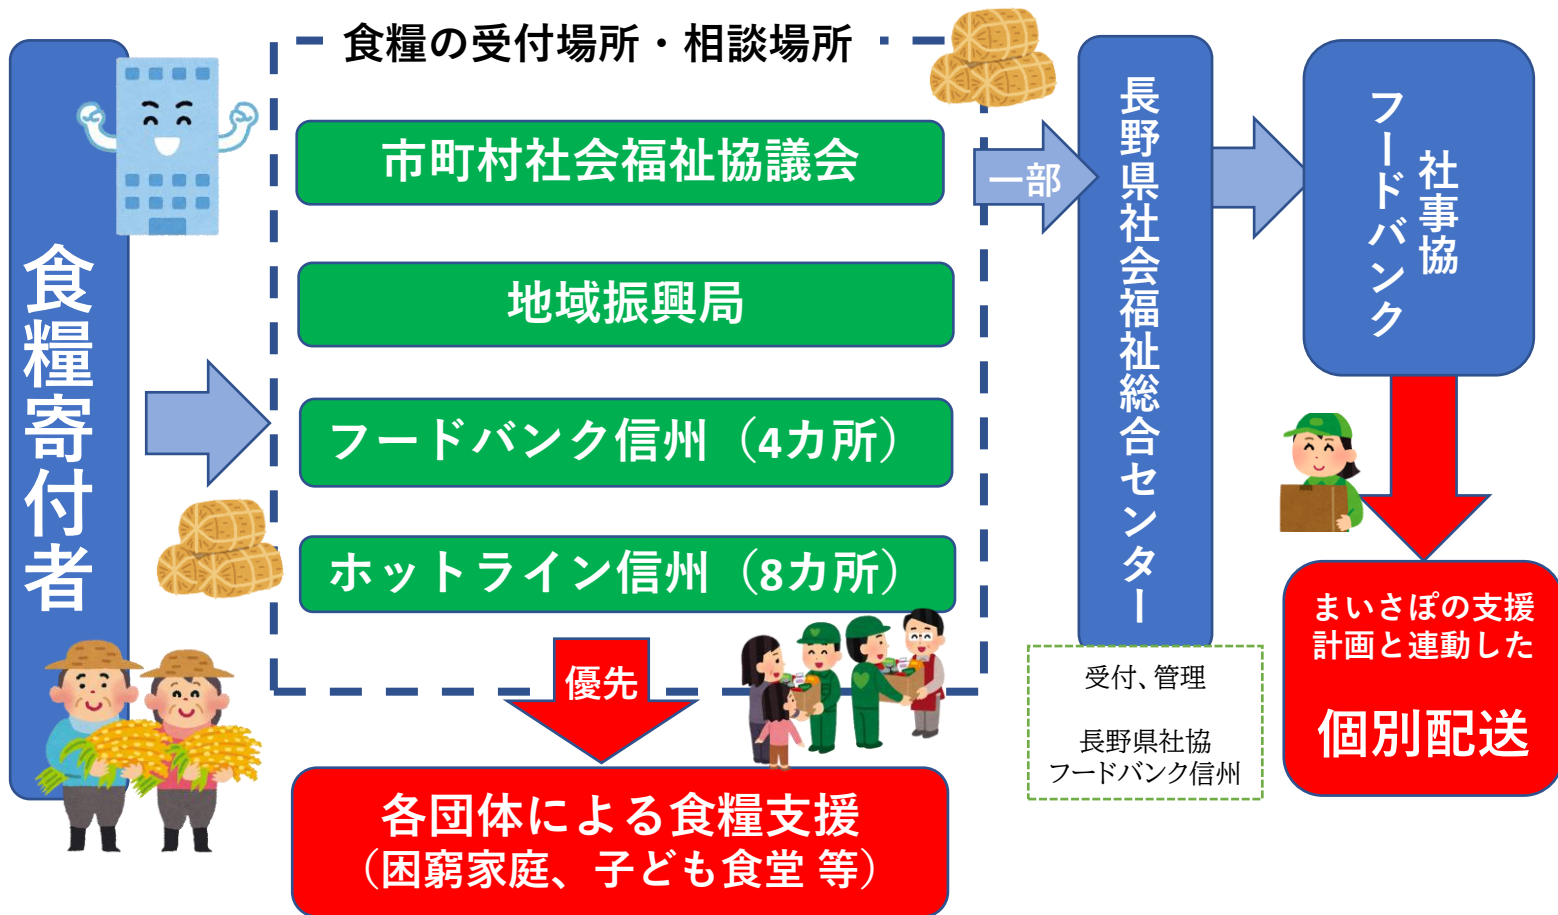 食糧の受付場所・相談場所
食糧寄付者
市町村社会福祉協議会
地域振興局
フードバンク信州（4カ所）
ホットライン信州（8カ所）
優先
各団体による食糧支援
（困窮家庭、子ども食堂 等）
一部
長野県社会福祉総合センター
受付、管理
長野県社協
フードバンク信州
社事協
フードバンク
まいさぽの支援
計画と連動した
個別配送